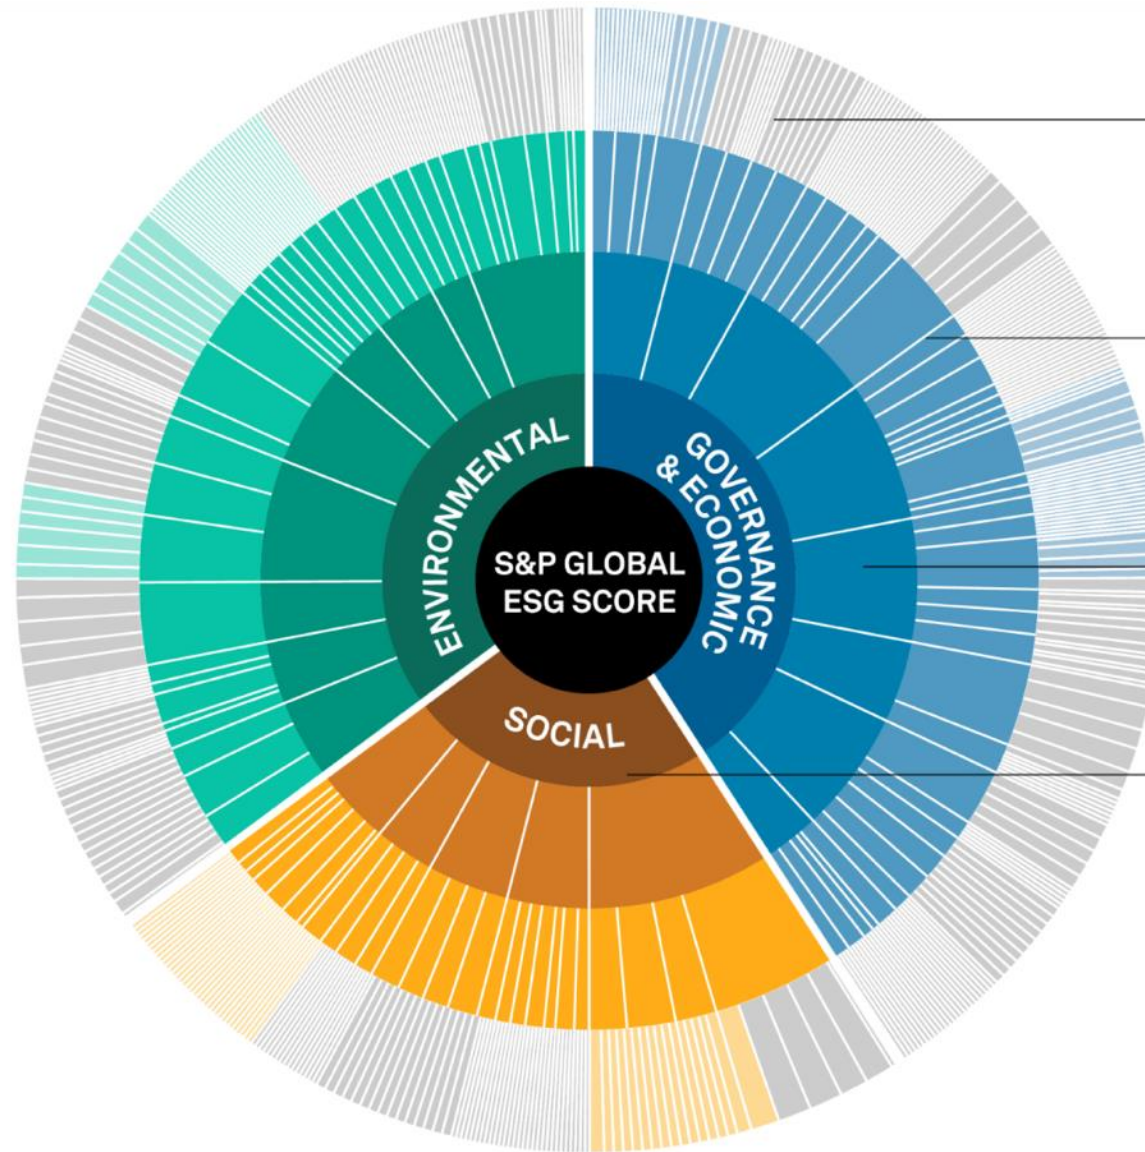 ENVIRONMENTAL
GOVERNANCE
& ECONOMIC
S&P GLOBAL
ESG SCORE
SOCIAL